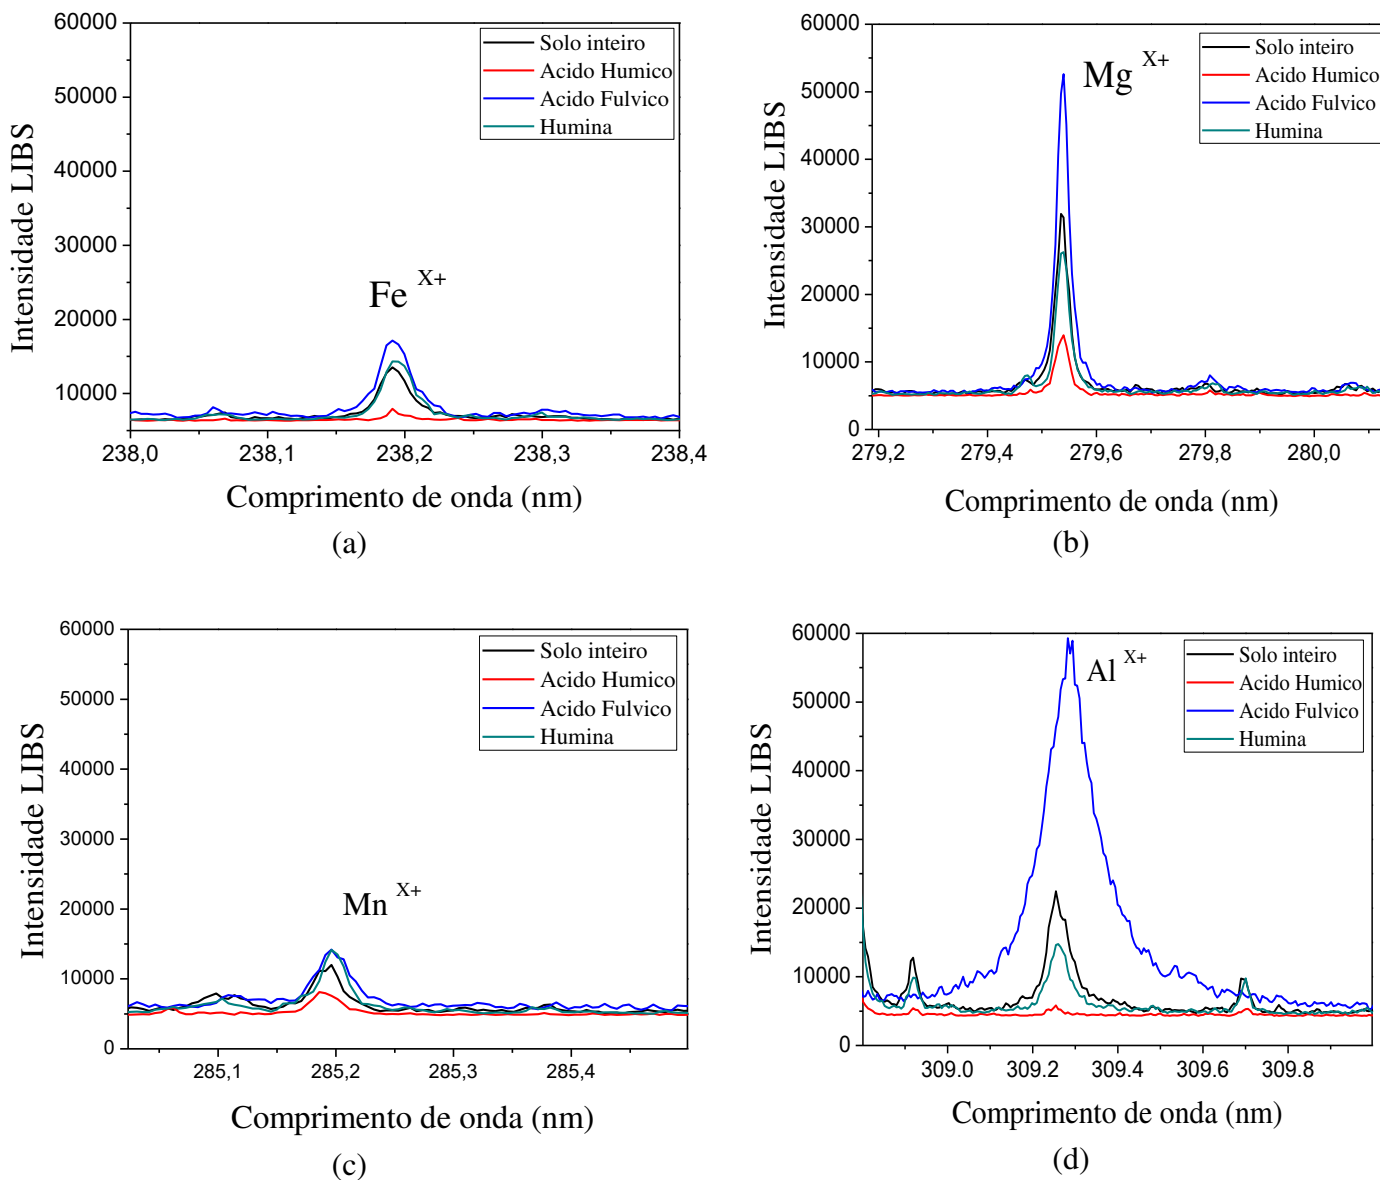 60000
50000
40000
30000
20000
10000
Intensidade LIBS
Solo inteiro
Acido Humico
Acido Fulvico
Humina
Fe X+
238,0 238,1 238,2 238,3 238,4
Comprimento de onda (nm)
(a)
60000
50000
40000
30000
20000
10000
0
Intensidade LIBS
Solo inteiro
Acido Humico
Acido Fulvico
Humina
Mg X+
279,2 279,4 279,6 279,8 280,0
Comprimento de onda (nm)
(b)
60000
50000
40000
30000
20000
10000
0
Intensidade LIBS
Solo inteiro
Acido Humico
Acido Fulvico
Humina
Mn X+
285,1 285,2 285,3 285,4
Comprimento de onda (nm)
(c)
60000
50000
40000
30000
20000
10000
0
Intensidade LIBS
Solo inteiro
Acido Humico
Acido Fulvico
Humina
Al X+
309.0 309.2 309.4 309.6 309.8
Comprimento de onda (nm)
(d)